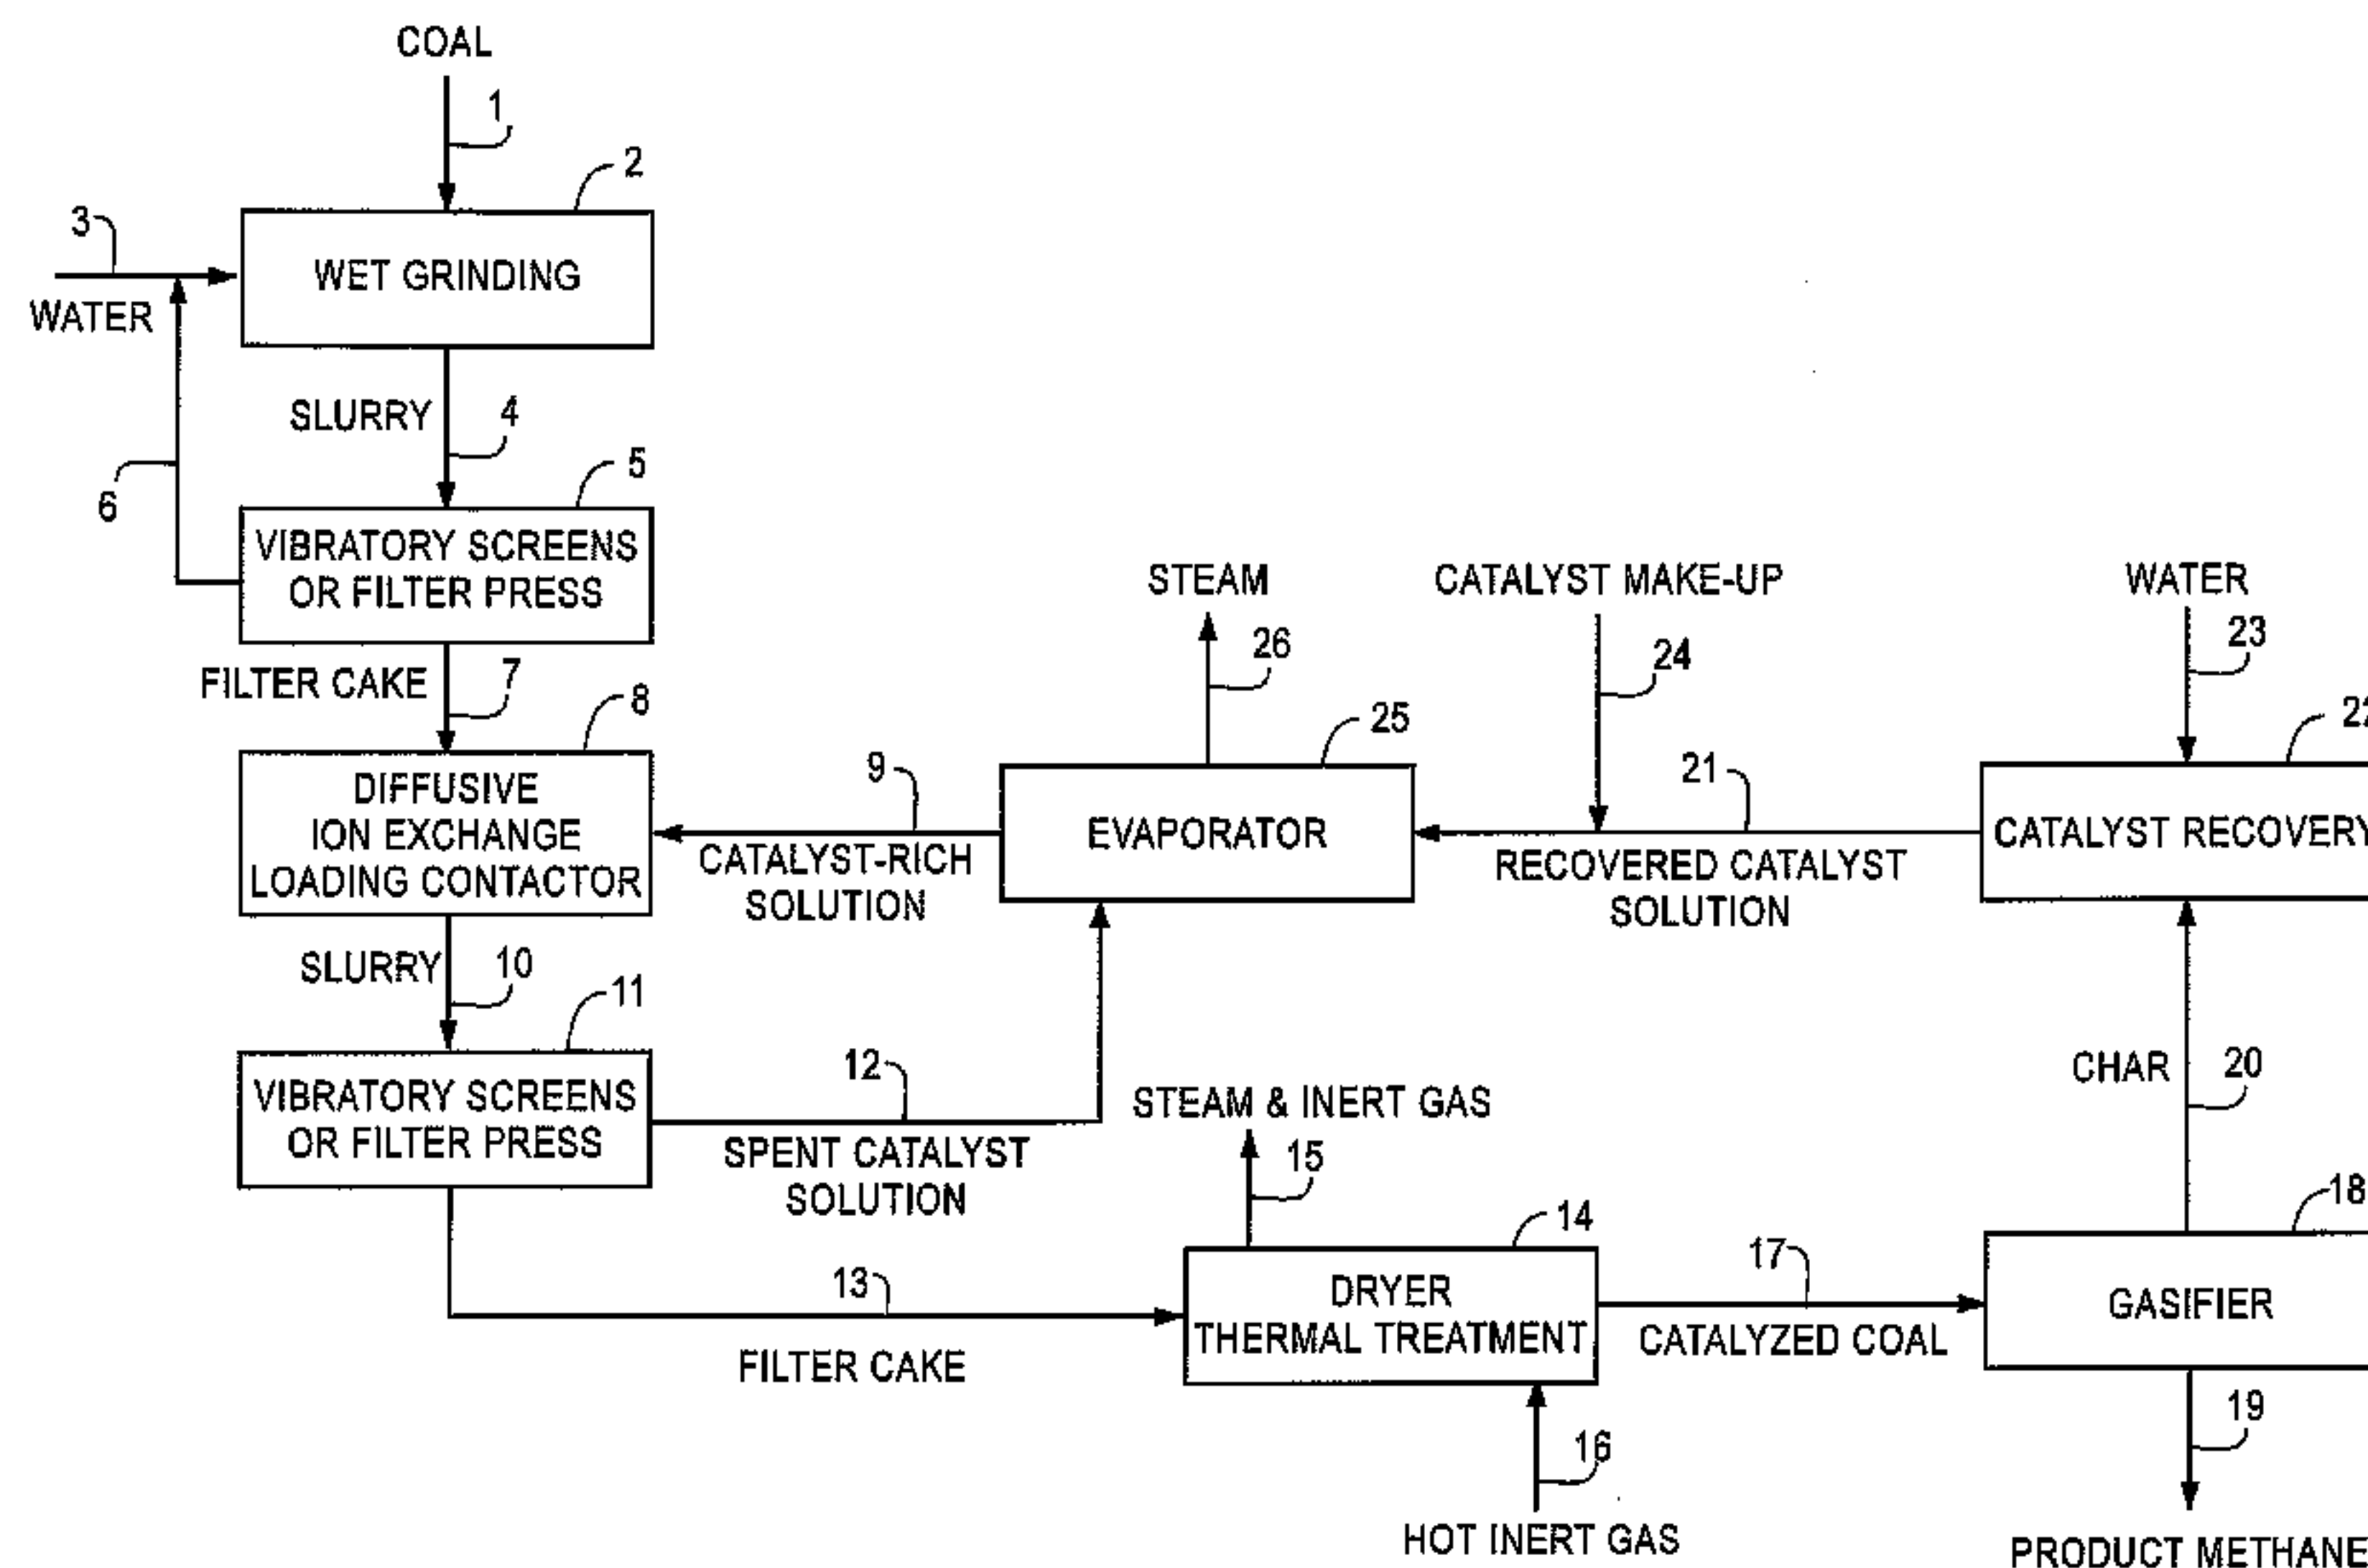 COAL
1
2
3
WET GRINDING
WATER
SLURRY
4
5
6
VIBRATORY SCREENS
OR FILTER PRESS
FILTER CAKE
7
8
DIFFUSIVE
ION EXCHANGE
LOADING CONTACTOR
9
CATALYST-RICH
SOLUTION
STEAM
26
25
EVAPORATOR
CATALYST MAKE-UP
24
21
RECOVERED CATALYST
SOLUTION
WATER
23
CATALYST RECOVERY
SLURRY
10
11
VIBRATORY SCREENS
OR FILTER PRESS
12
SPENT CATALYST
SOLUTION
13
FILTER CAKE
STEAM & INERT GAS
15
14
DRYER
THERMAL TREATMENT
16
HOT INERT GAS
17
CATALYZED COAL
CHAR
20
18
GASIFIER
19
PRODUCT METHANE